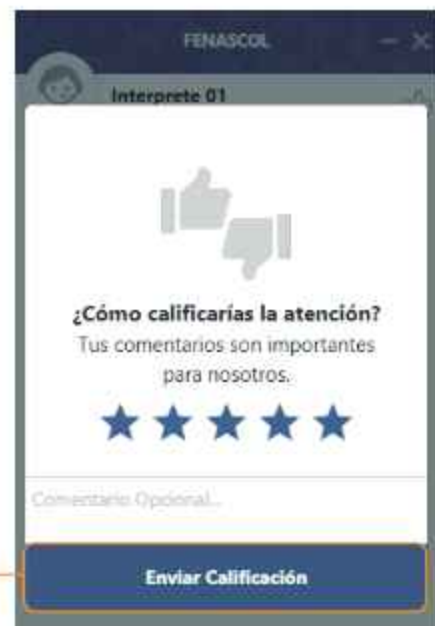 FENASCOL
Interprete 01
¿Cómo calificarías la atención?
Tus comentarios son importantes
para nosotros.
Comentario Opcional...
Enviar Calificación